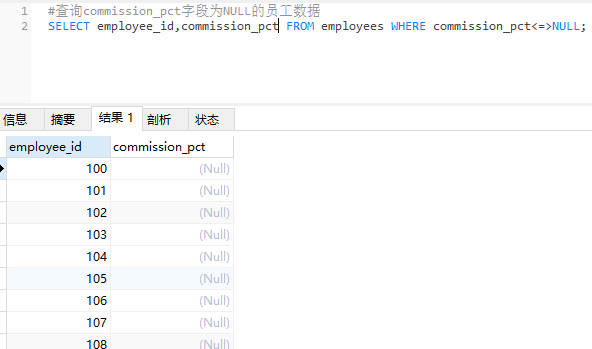 1 #查询commission_pct字段为NULL的员工数据
2 SELECT employee_id,commission_pct FROM employees WHERE commission_pct<=>NULL;
信息 摘要 结果 1 剖析 状态
employee_id commission_pct
100 (Null)
101 (Null)
102 (Null)
103 (Null)
104 (Null)
105 (Null)
106 (Null)
107 (Null)
108 (Null)